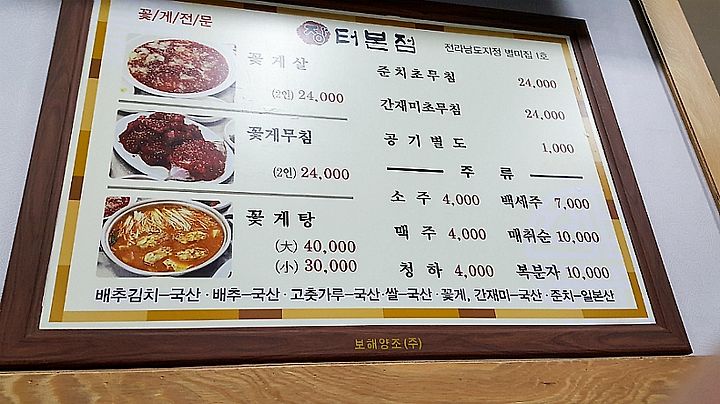 꽃/게/전/문
장터본점
전라남도지정 별미집 1호
꽃게살
(2인) 24,000
꽃게무침
(2인) 24,000
꽃게탕
(大) 40,000
(小) 30,000
준치초무침 24,000
간재미초무침 24,000
공기별도 1,000
주 류
소주 4,000 백세주 7,000
맥주 4,000 매취순 10,000
청하 4,000 복분자 10,000
배추김치-국산·배추-국산·고춧가루-국산·쌀-국산·꽃게, 간재미-국산·준치-일본산
보해양조(주)